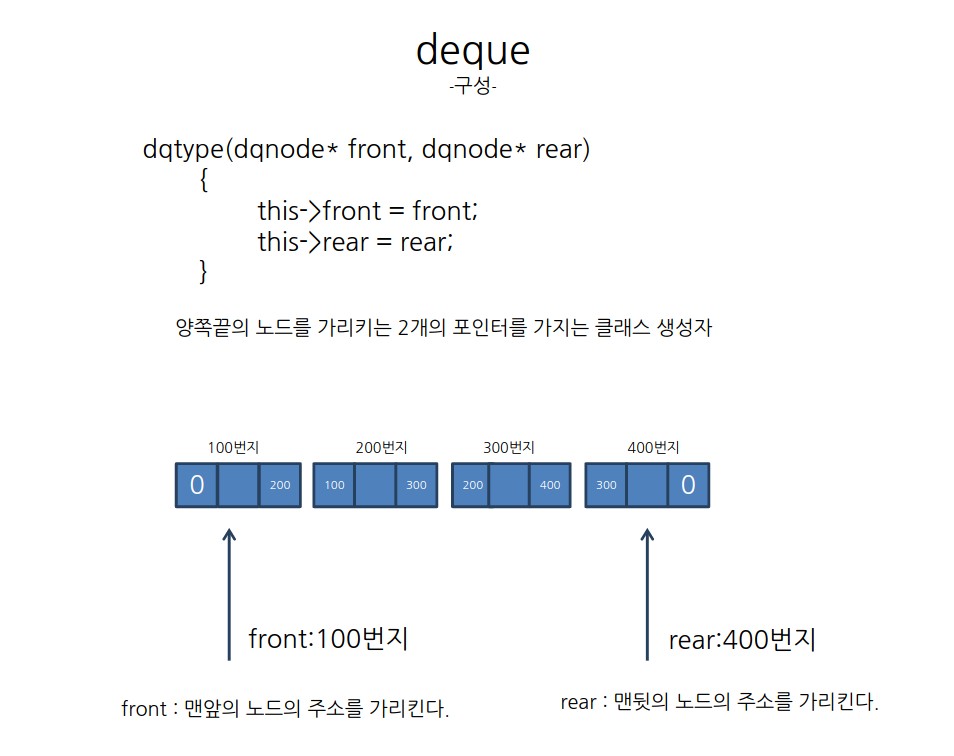 deque
-구성-
dqtype(dqnode* front, dqnode* rear)
{
this->front = front;
this->rear = rear;
}
양쪽끝의 노드를 가리키는 2개의 포인터를 가지는 클래스 생성자
100번지 200번지 300번지 400번지
0 200 100 300 200 400 300 0
front:100번지 rear:400번지
front : 맨앞의 노드의 주소를 가리킨다. rear : 맨뒷의 노드의 주소를 가리킨다.